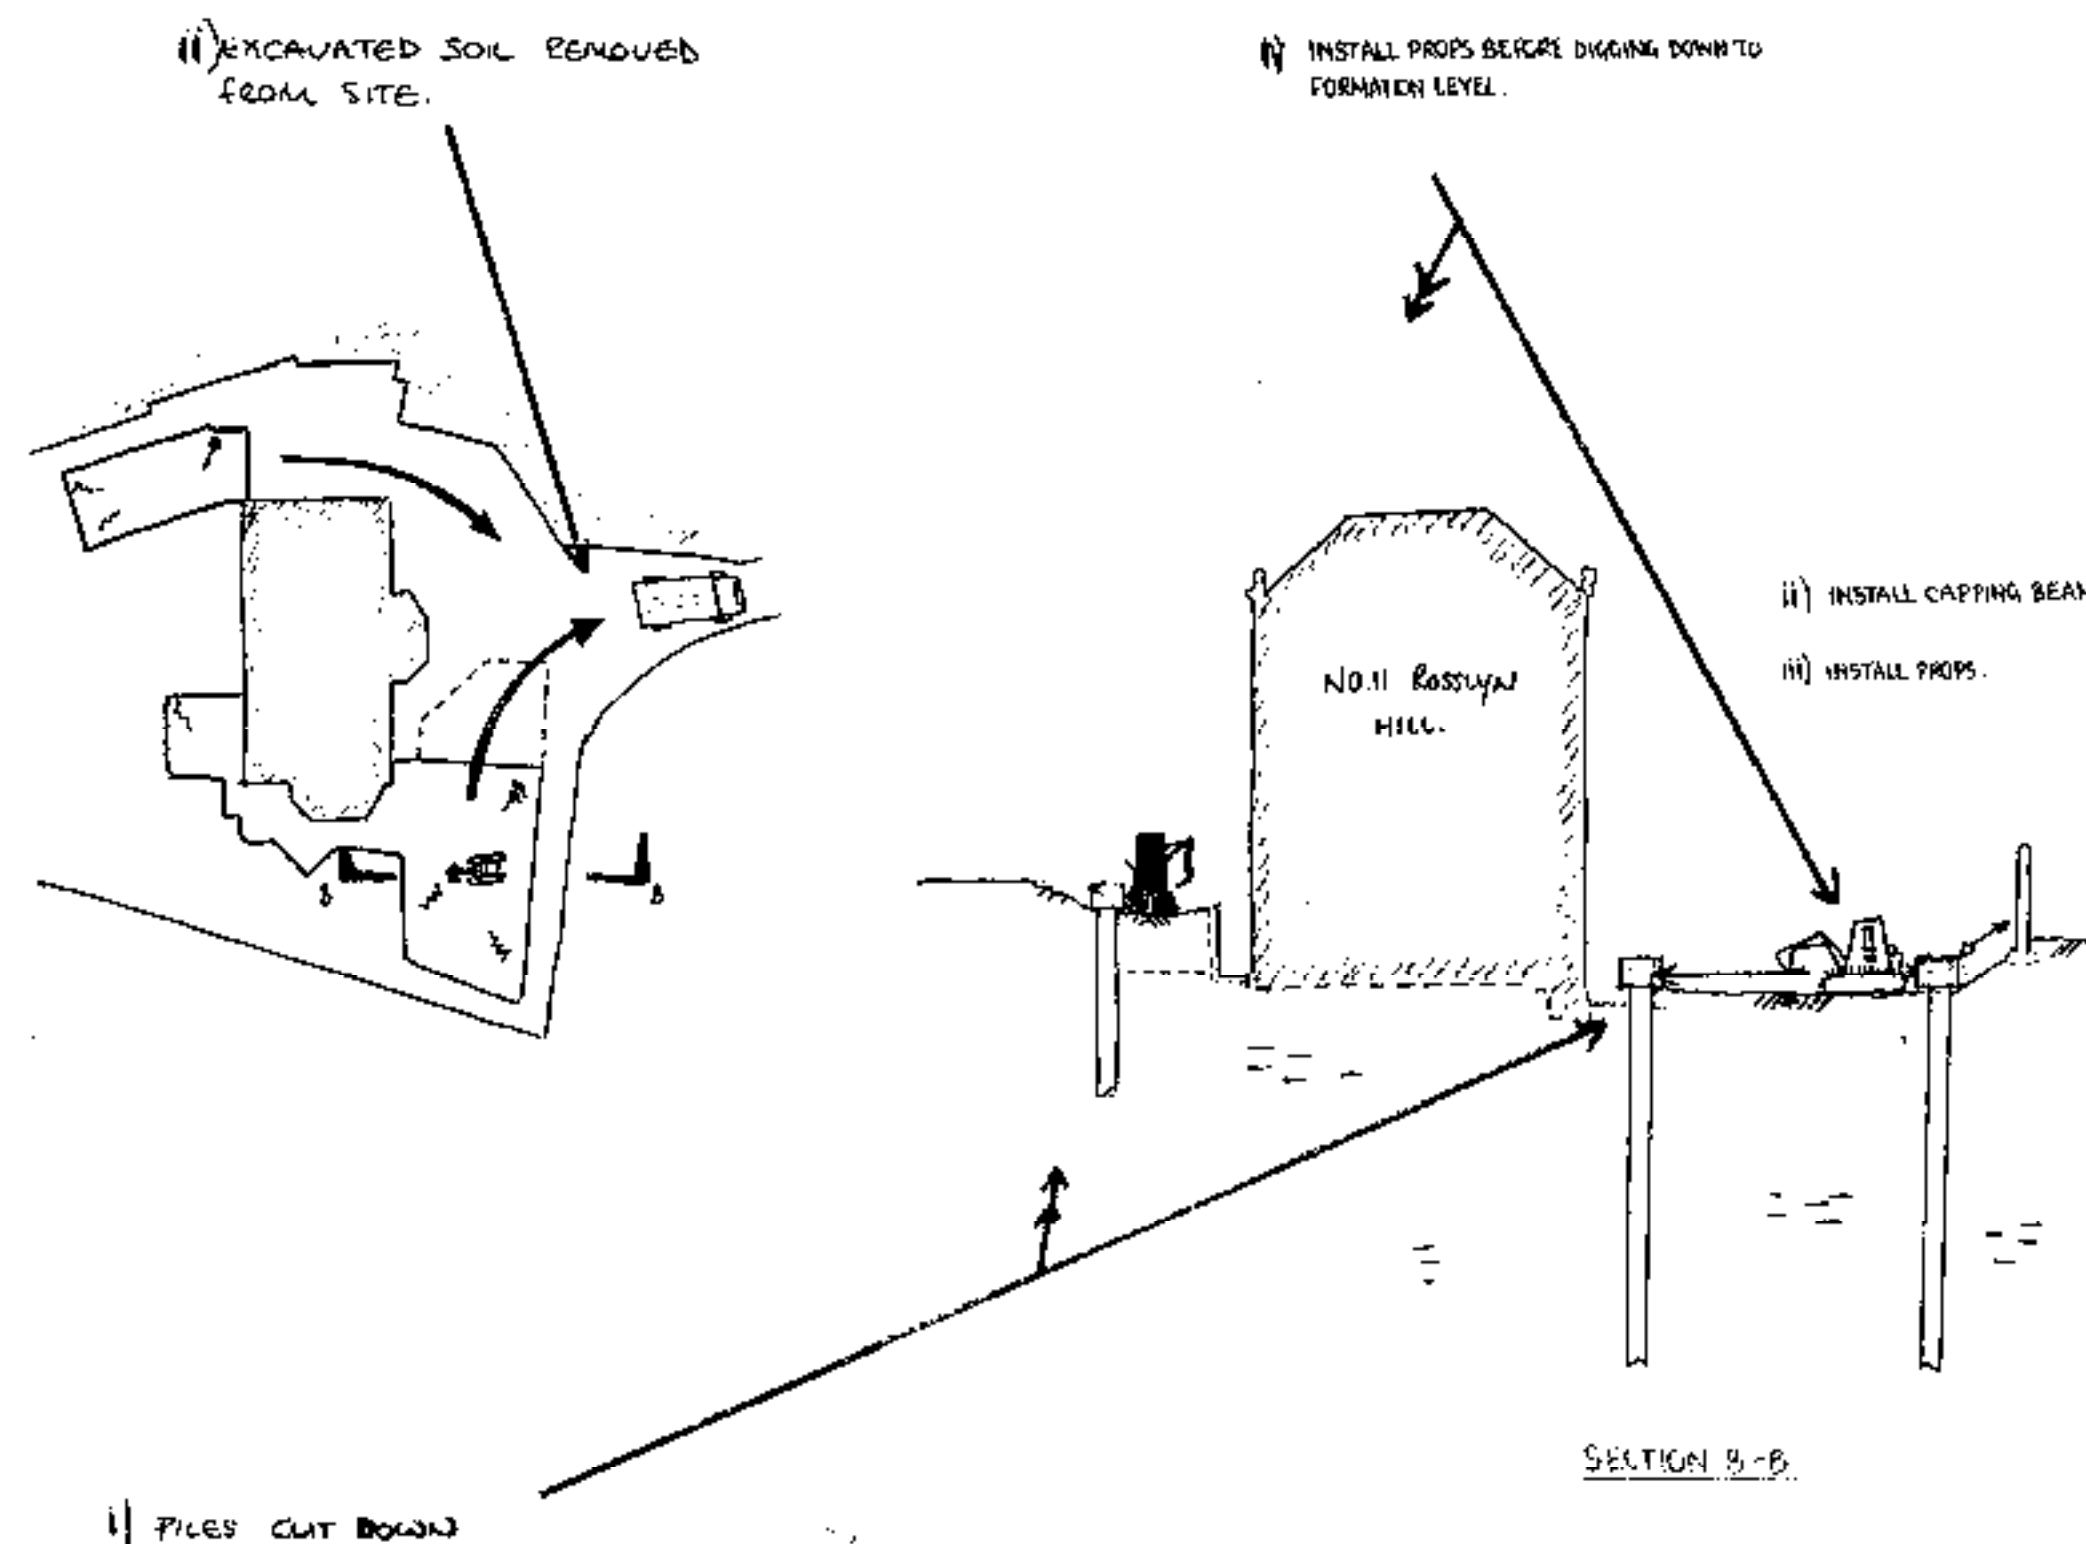 ii) EXCAVATED SOIL REMOVED
FROM SITE.
iv) INSTALL PROPS BEFORE DIGGING DOWN TO
FORMATION LEVEL.
ii) INSTALL CAPPING BEAM
iii) INSTALL PROPS.
NO.11 ROSSLYN
HILL.
B B
SECTION B-B
i) PILES CUT DOWN